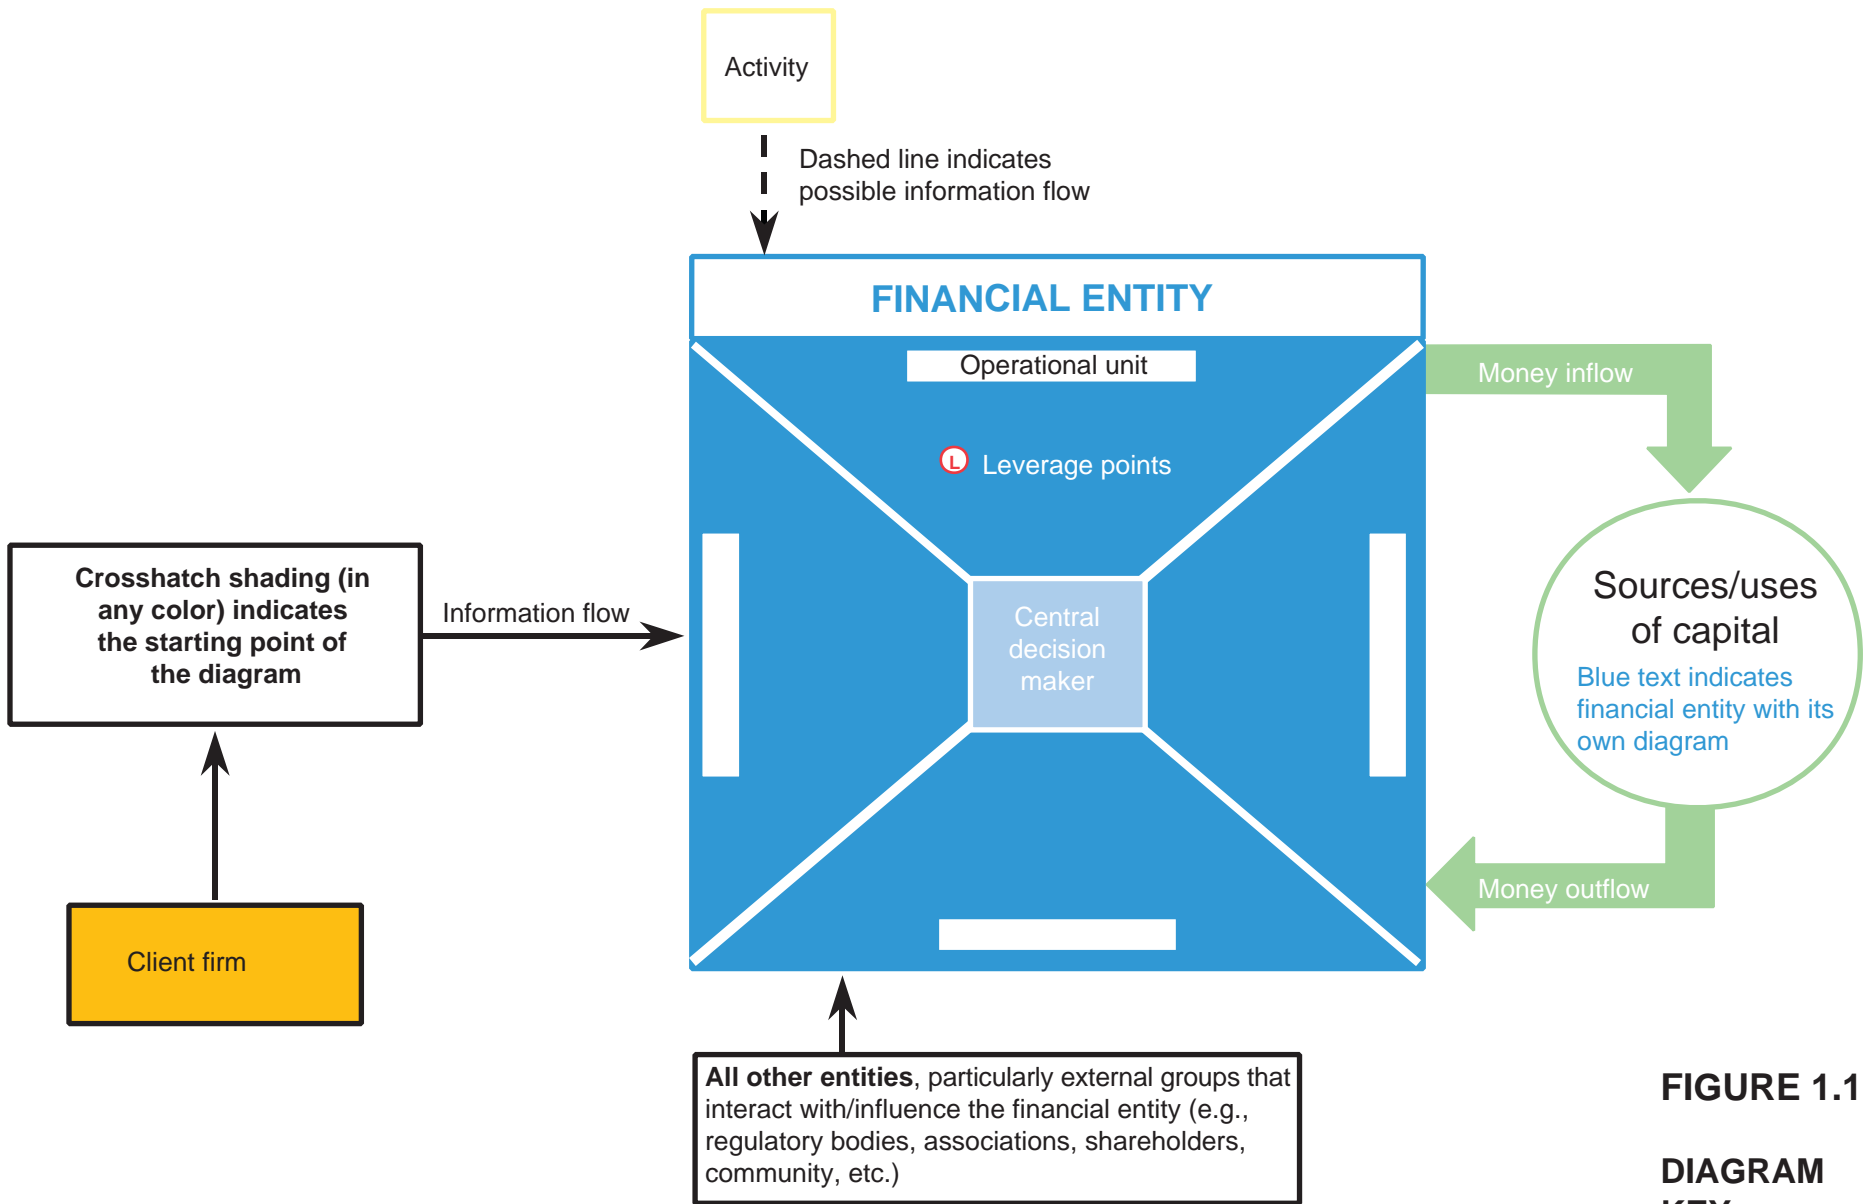 Activity
Dashed line indicates
possible information flow
FINANCIAL ENTITY
Operational unit
Money inflow
L Leverage points
Crosshatch shading (in
any color) indicates
the starting point of
the diagram
Information flow
Central
decision
maker
Sources/uses
of capital
Blue text indicates
financial entity with its
own diagram
Money outflow
Client firm
All other entities, particularly external groups that
interact with/influence the financial entity (e.g.,
regulatory bodies, associations, shareholders,
community, etc.)
FIGURE 1.1
DIAGRAM
KEY